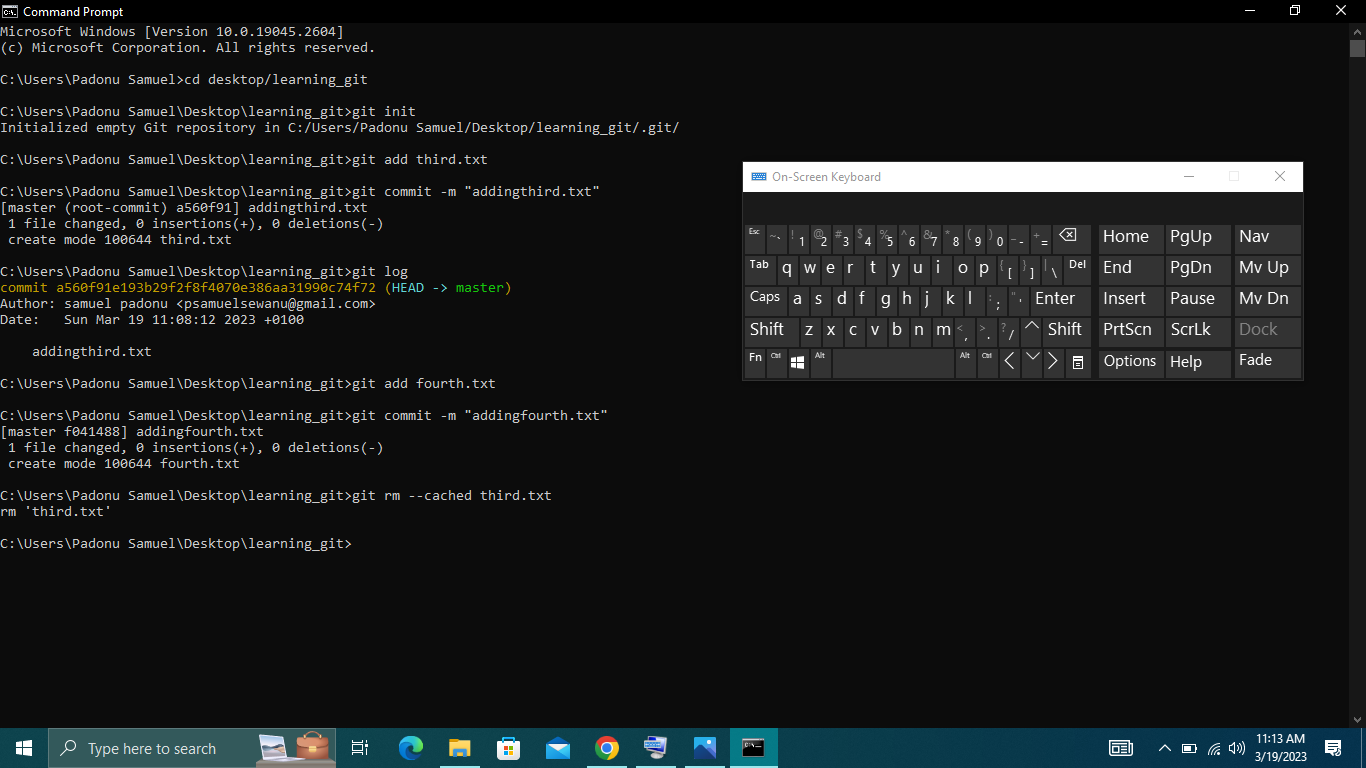 Command Prompt
Microsoft Windows [Version 10.0.19045.2604]
(c) Microsoft Corporation. All rights reserved.
C:\Users\Padonu Samuel>cd desktop/learning_git
C:\Users\Padonu Samuel\Desktop\learning_git>git init
Initialized empty Git repository in C:/Users/Padonu Samuel/Desktop/learning_git/.git/
C:\Users\Padonu Samuel\Desktop\learning_git>git add third.txt
C:\Users\Padonu Samuel\Desktop\learning_git>git commit -m "addingthird.txt"
[master (root-commit) a560f91] addingthird.txt
 1 file changed, 0 insertions(+), 0 deletions(-)
 create mode 100644 third.txt
C:\Users\Padonu Samuel\Desktop\learning_git>git log
commit a560f91e193b29f2f8f4070e386aa31990c74f72 (HEAD -> master)
Author: samuel padonu <psamuelsewanu@gmail.com>
Date:   Sun Mar 19 11:08:12 2023 +0100
    addingthird.txt
C:\Users\Padonu Samuel\Desktop\learning_git>git add fourth.txt
C:\Users\Padonu Samuel\Desktop\learning_git>git commit -m "addingfourth.txt"
[master f041488] addingfourth.txt
 1 file changed, 0 insertions(+), 0 deletions(-)
 create mode 100644 fourth.txt
C:\Users\Padonu Samuel\Desktop\learning_git>git rm --cached third.txt
rm 'third.txt'
C:\Users\Padonu Samuel\Desktop\learning_git>
On-Screen Keyboard
Esc ~ ` ! 1 @ 2 # 3 $ 4 % 5 ^ 6 & 7 * 8 ( 9 ) 0 _ - + = Home PgUp Nav
Tab q w e r t y u i o p { [ } ] | \ Del End PgDn Mv Up
Caps a s d f g h j k l : ; " ' Enter Insert Pause Mv Dn
Shift z x c v b n m < , > . ? / Shift PrtScn ScrLk Dock
Fn Ctrl Alt Alt Ctrl Options Help Fade
Type here to search
11:13 AM
3/19/2023